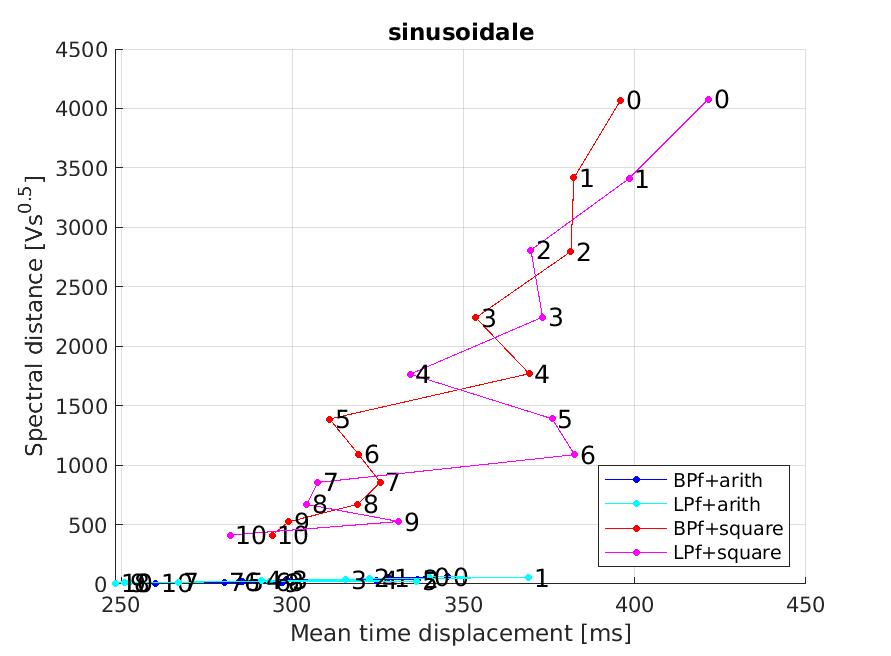 sinusoidale
4500
4000
3500
3000
2500
2000
1500
1000
500
0
Spectral distance [Vs^0.5]
0 0
1 1
2 2
3 3
4 4
5 5
6 6
7 7
8 8
9 9
10 10
BPf+arith
LPf+arith
BPf+square
LPf+square
1
250 300 350 400 450
Mean time displacement [ms]